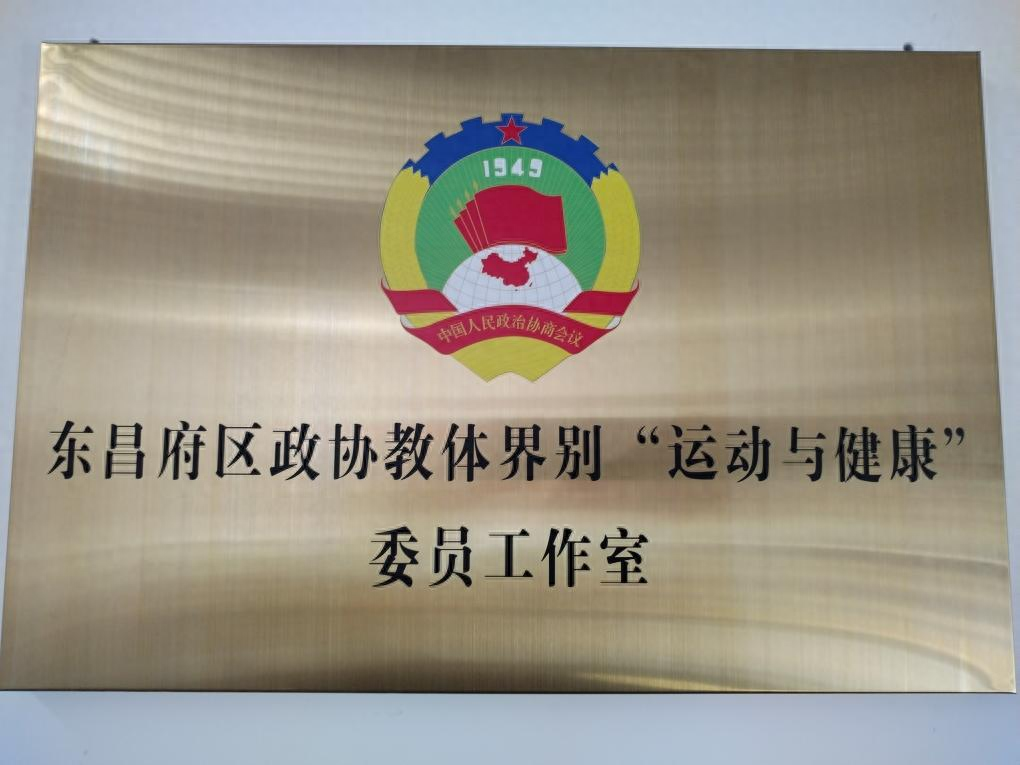 1949
中国人民政治协商会议
东昌府区政协教体界别“运动与健康”
委员工作室